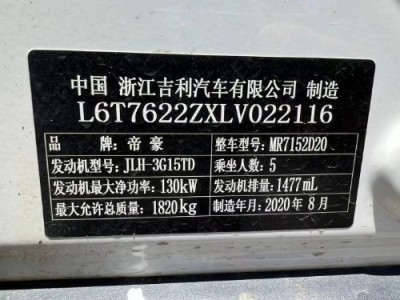 中国 浙江吉利汽车有限公司 制造
L6T7622ZXLV022116
品 牌：帝豪 整车型号：MR7152D20
发动机型号：JLH-3G15TD 乘坐人数：5
发动机最大净功率：130kW 发动机排量：1477mL
最大允许总质量：1820kg 制造年月：2020年8月